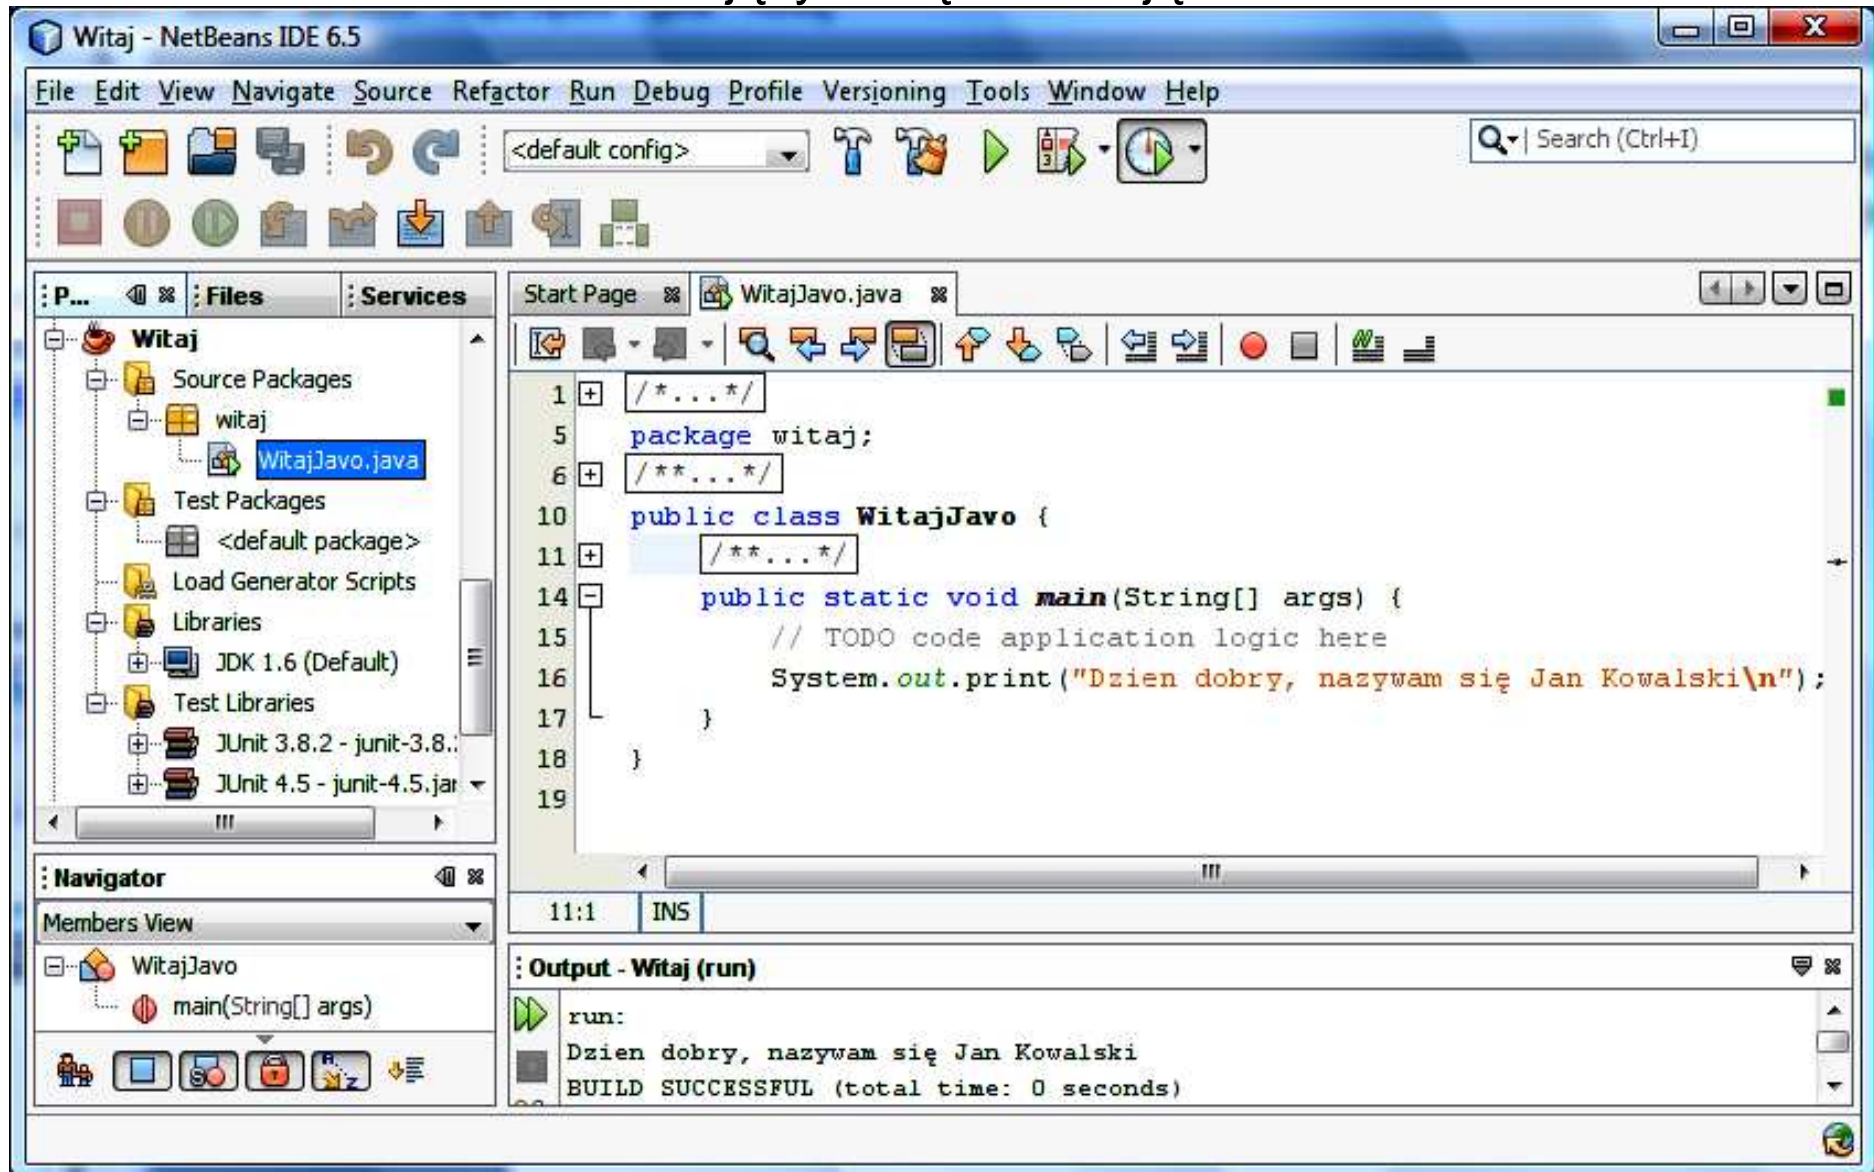 Witaj - NetBeans IDE 6.5
File Edit View Navigate Source Refactor Run Debug Profile Versioning Tools Window Help
<default config>
Search (Ctrl+I)
P... Files Services
Witaj
Source Packages
witaj
WitajJavo.java
Test Packages
<default package>
Load Generator Scripts
Libraries
JDK 1.6 (Default)
Test Libraries
JUnit 3.8.2 - junit-3.8.
JUnit 4.5 - junit-4.5.jar
Navigator
Members View
WitajJavo
main(String[] args)
Start Page WitajJavo.java
1 /*...*/
5 package witaj;
6 /**...*/
10 public class WitajJavo {
11 /**...*/
14 public static void main(String[] args) {
15 // TODO code application logic here
16 System.out.print("Dzien dobry, nazywam się Jan Kowalski\n");
17 }
18 }
19
11:1 INS
Output - Witaj (run)
run:
Dzien dobry, nazywam się Jan Kowalski
BUILD SUCCESSFUL (total time: 0 seconds)